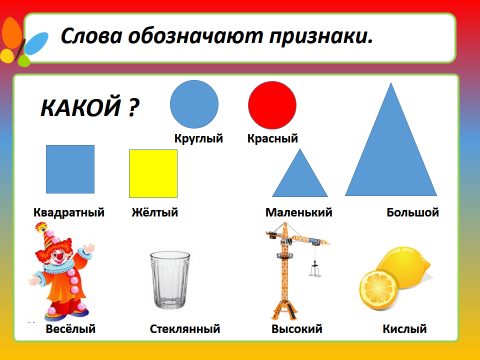 Слова обозначают признаки.
КАКОЙ ?
Круглый Красный
Квадратный Жёлтый Маленький Большой
Весёлый Стеклянный Высокий Кислый